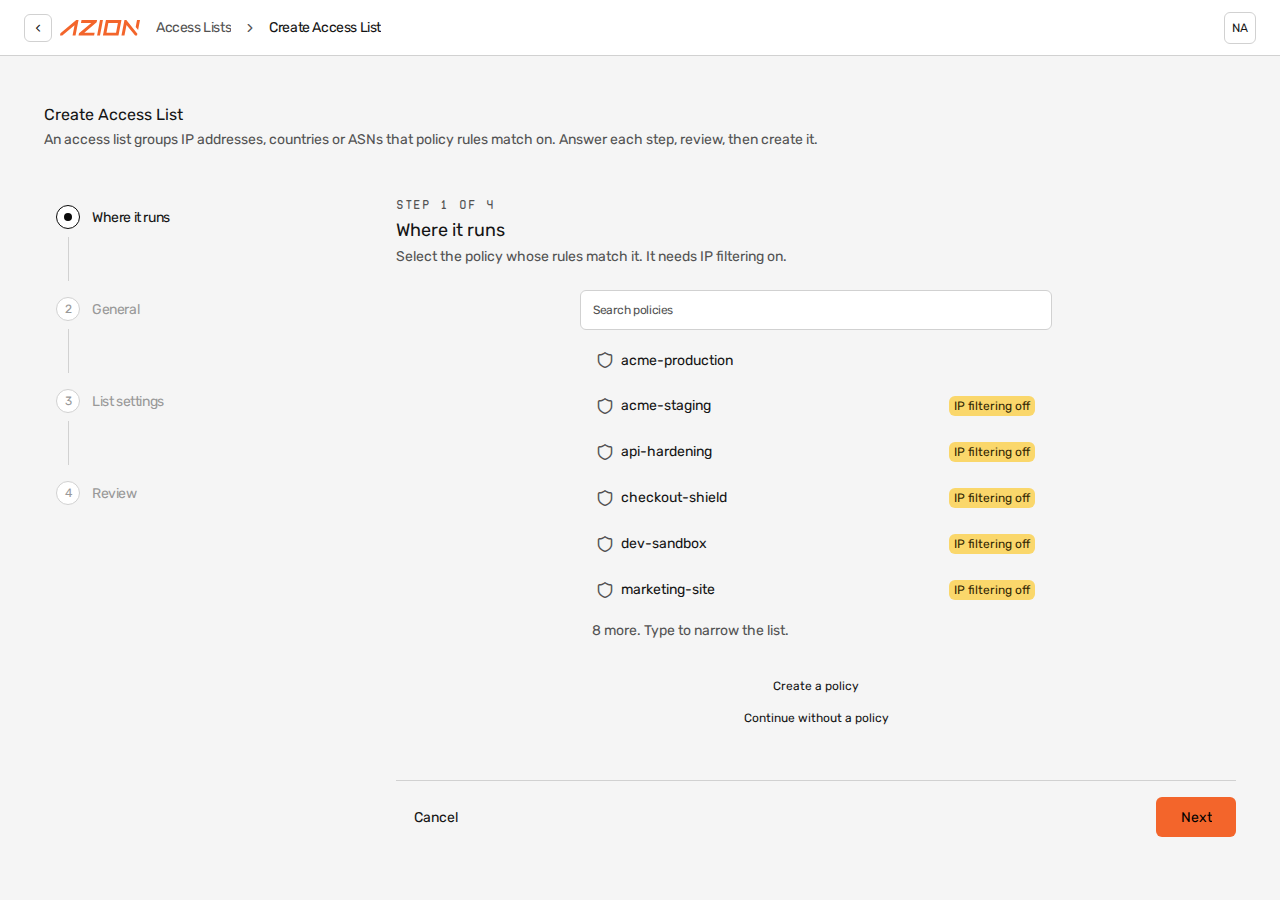 AZION
Access Lists
Create Access List
NA
Create Access List
An access list groups IP addresses, countries or ASNs that policy rules match on. Answer each step, review, then create it.
Where it runs
2 General
3 List settings
4 Review
STEP 1 OF 4
Where it runs
Select the policy whose rules match it. It needs IP filtering on.
Search policies
acme-production
acme-staging IP filtering off
api-hardening IP filtering off
checkout-shield IP filtering off
dev-sandbox IP filtering off
marketing-site IP filtering off
8 more. Type to narrow the list.
Create a policy
Continue without a policy
Cancel
Next